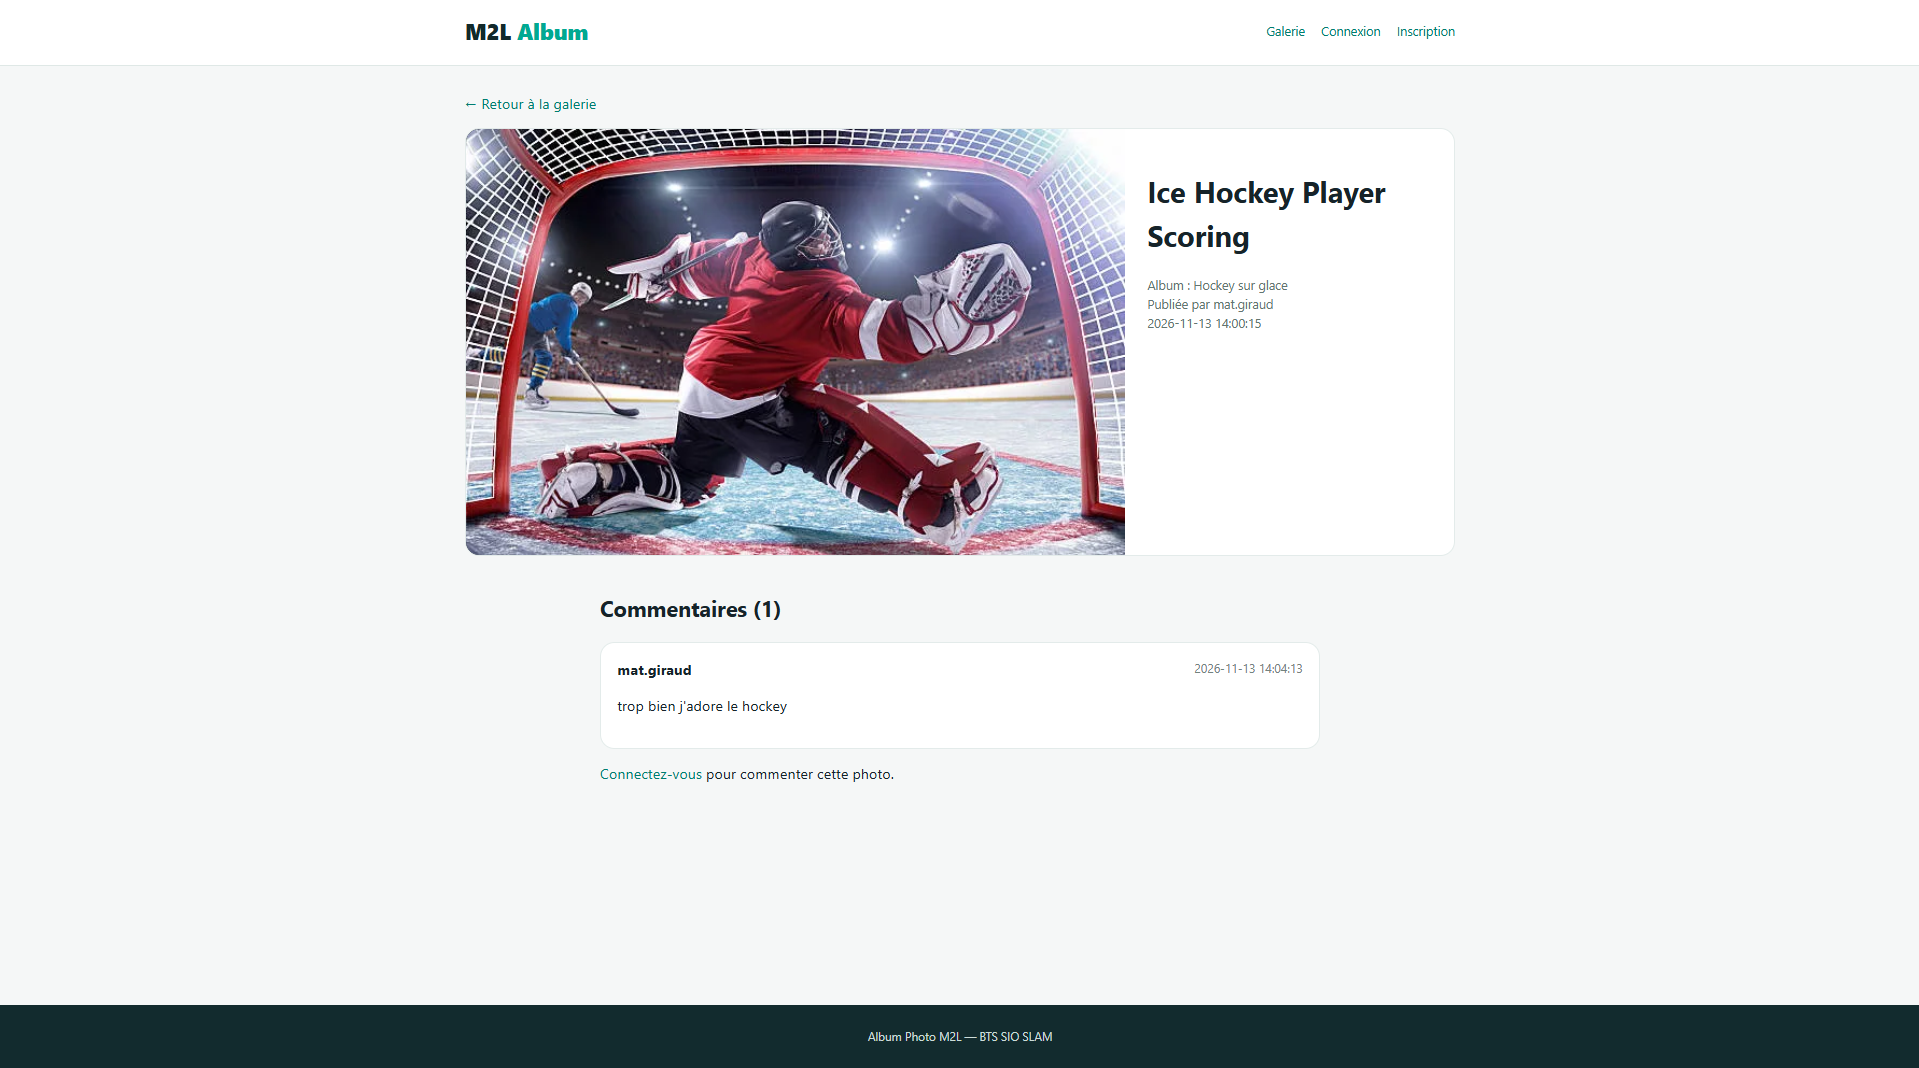 M2L Album
Galerie Connexion Inscription
← Retour à la galerie
Ice Hockey Player
Scoring
Album : Hockey sur glace
Publiée par mat.giraud
2026-11-13 14:00:15
Commentaires (1)
mat.giraud 2026-11-13 14:04:13
trop bien j'adore le hockey
Connectez-vous pour commenter cette photo.
Album Photo M2L — BTS SIO SLAM